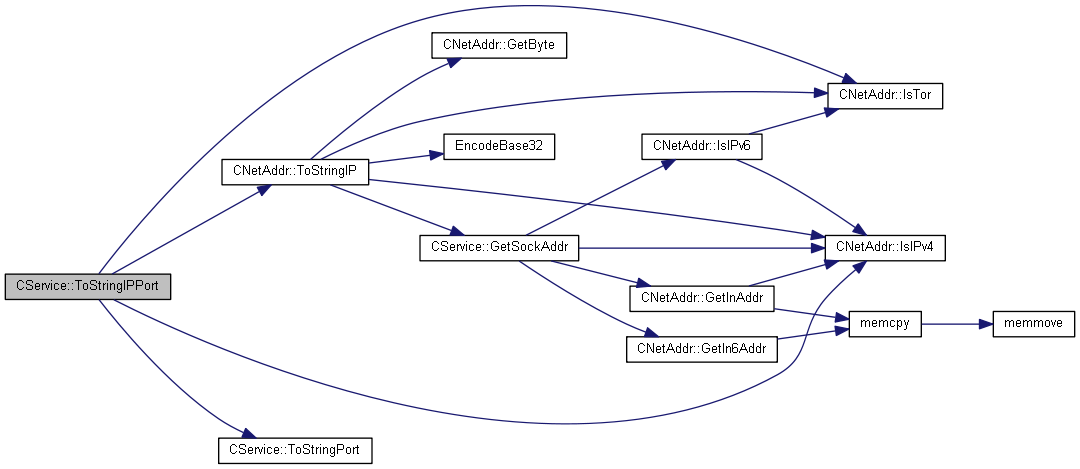 CNetAddr::GetByte
CNetAddr::IsTor
EncodeBase32
CNetAddr::IsIPv6
CNetAddr::ToStringIP
CService::GetSockAddr
CNetAddr::IsIPv4
CService::ToStringIPPort
CNetAddr::GetInAddr
memcpy
memmove
CNetAddr::GetIn6Addr
CService::ToStringPort